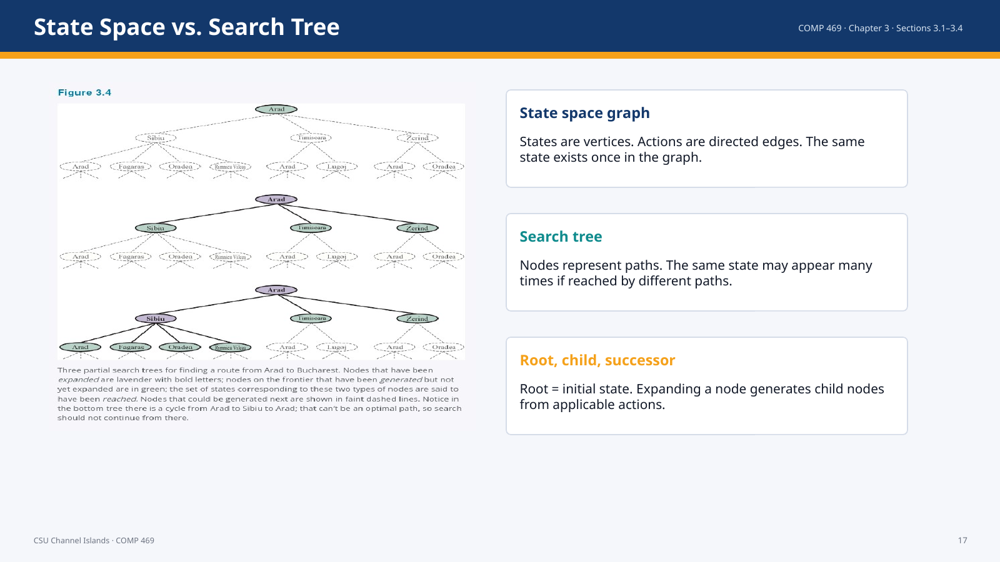 State Space vs. Search Tree
COMP 469 · Chapter 3 · Sections 3.1–3.4
Figure 3.4
Arad
Sibiu Timisoara Zerind
Arad Fagaras Oradea Rimnicu Vilcea Arad Lugoj Arad Oradea
Arad
Sibiu Timisoara Zerind
Arad Fagaras Oradea Rimnicu Vilcea Arad Lugoj Arad Oradea
Arad
Sibiu Timisoara Zerind
Arad Fagaras Oradea Rimnicu Vilcea Arad Lugoj Arad Oradea
Three partial search trees for finding a route from Arad to Bucharest. Nodes that have been
expanded are lavender with bold letters; nodes on the frontier that have been generated but not
yet expanded are in green; the set of states corresponding to these two types of nodes are said to
have been reached. Nodes that could be generated next are shown in faint dashed lines. Notice in
the bottom tree there is a cycle from Arad to Sibiu to Arad; that can't be an optimal path, so search
should not continue from there.
State space graph
States are vertices. Actions are directed edges. The same
state exists once in the graph.
Search tree
Nodes represent paths. The same state may appear many
times if reached by different paths.
Root, child, successor
Root = initial state. Expanding a node generates child nodes
from applicable actions.
CSU Channel Islands · COMP 469
17